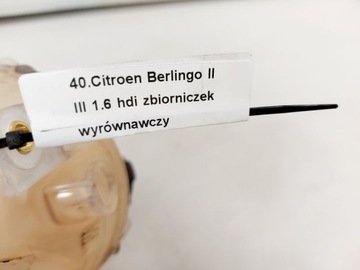 40.Citroen Berlingo II
III 1.6 hdi zbiorniczek
wyrównawczy